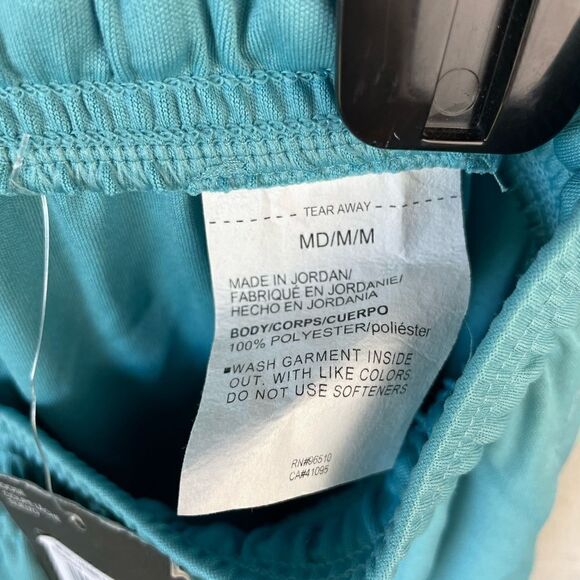 TEAR AWAY
MD/M/M
MADE IN JORDAN/
FABRIQUÉ EN JORDANIE/
HECHO EN JORDANIA
BODY/CORPS/CUERPO
100% POLYESTER/poliéster
▪WASH GARMENT INSIDE
OUT. WITH LIKE COLORS
DO NOT USE SOFTENERS
RN#96510
CA#41095